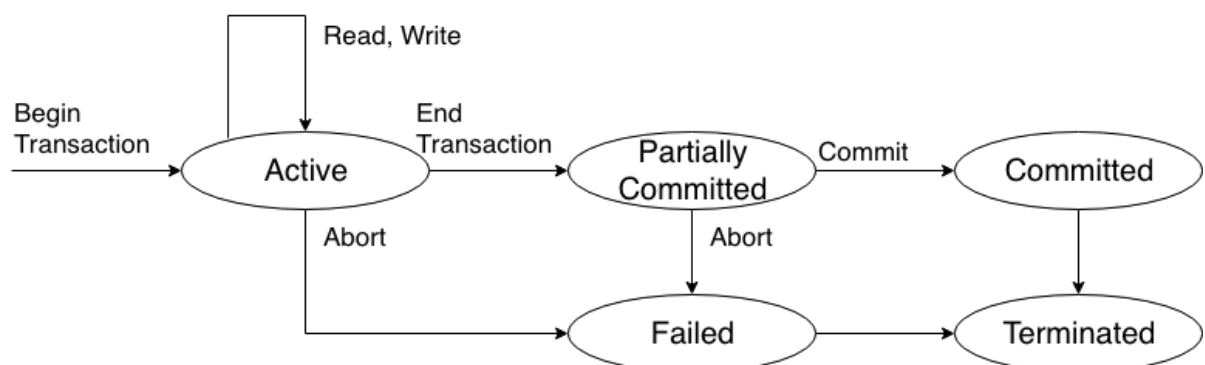 Read, Write
Begin
Transaction
End
Transaction
Active
Partially
Committed
Commit
Committed
Abort
Abort
Failed
Terminated